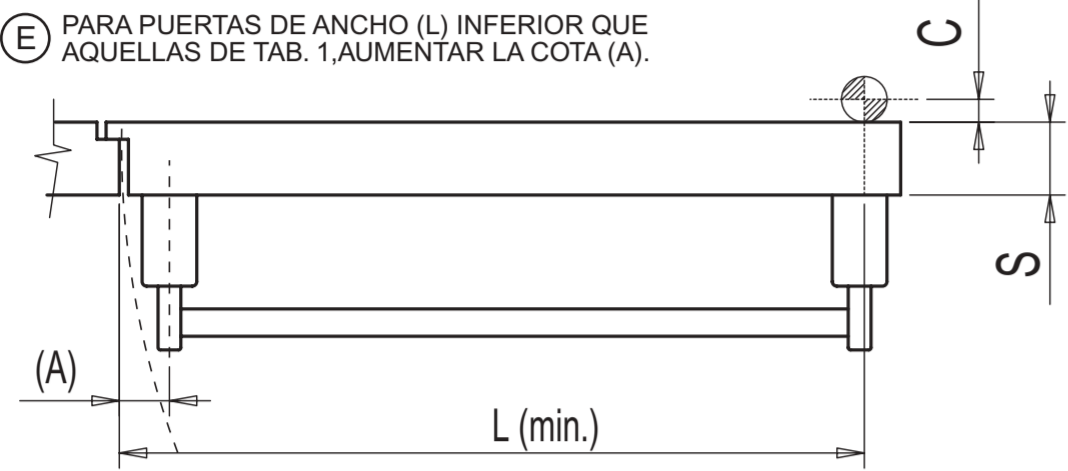 E PARA PUERTAS DE ANCHO (L) INFERIOR QUE
AQUELLAS DE TAB. 1,AUMENTAR LA COTA (A).
C
S
(A)
L (min.)